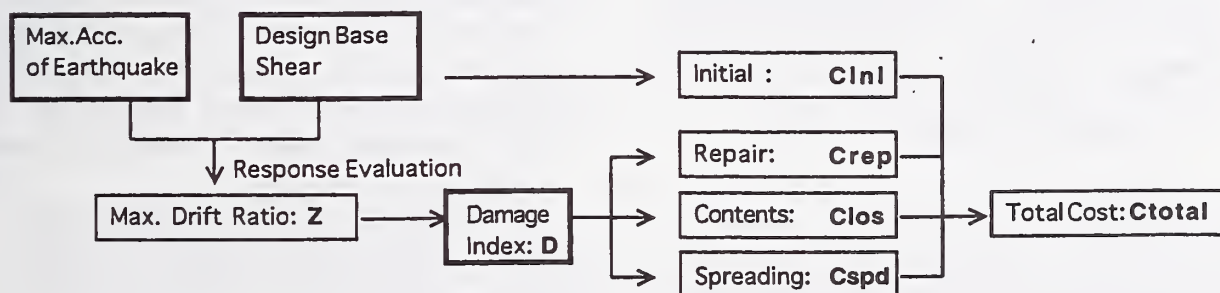 Max.Acc.
of Earthquake
Design Base
Shear
Initial : CInI
Response Evaluation
Repair: Crep
Max. Drift Ratio: Z
Damage
Index: D
Contents: Clos
Total Cost: Ctotal
Spreading: Cspd